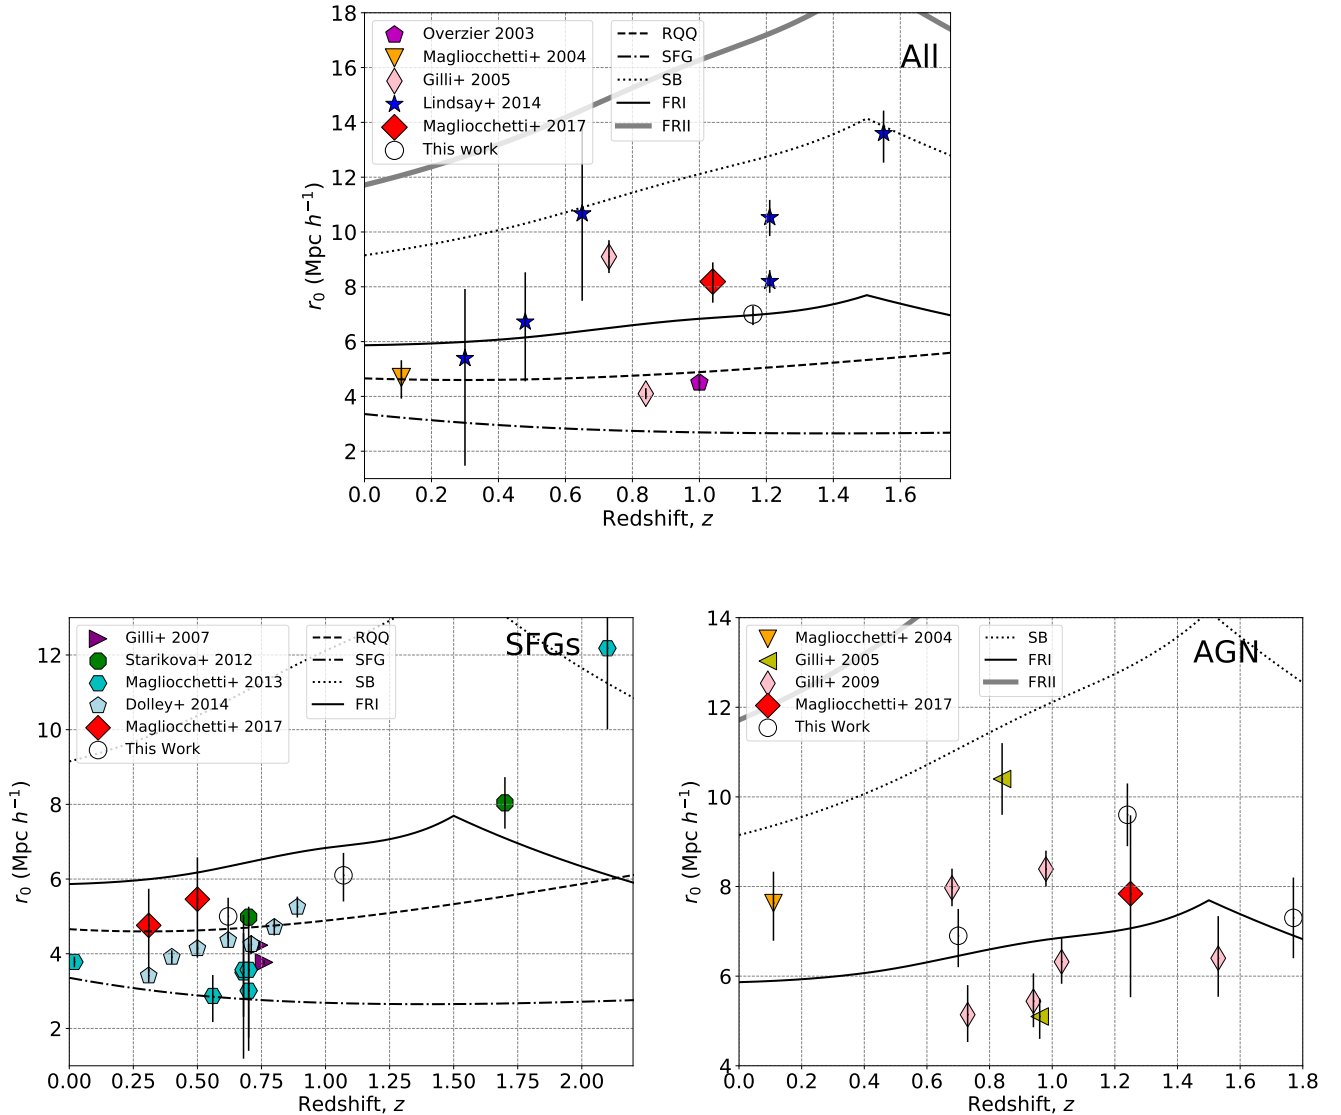 18
16
14
12
10
8
6
4
2
r0 (Mpc h−1)
Overzier 2003
Magliocchetti+ 2004
Gilli+ 2005
Lindsay+ 2014
Magliocchetti+ 2017
This work
RQQ
SFG
SB
FRI
FRII
All
0.0 0.2 0.4 0.6 0.8 1.0 1.2 1.4 1.6
Redshift, z
12
10
8
6
4
2
r0 (Mpc h−1)
Gilli+ 2007
Starikova+ 2012
Magliocchetti+ 2013
Dolley+ 2014
Magliocchetti+ 2017
This Work
RQQ
SFG
SB
FRI
SFGs
0.00 0.25 0.50 0.75 1.00 1.25 1.50 1.75 2.00
Redshift, z
14
12
10
8
6
4
r0 (Mpc h−1)
Magliocchetti+ 2004
Gilli+ 2005
Gilli+ 2009
Magliocchetti+ 2017
This Work
SB
FRI
FRII
AGN
0.0 0.2 0.4 0.6 0.8 1.0 1.2 1.4 1.6 1.8
Redshift, z